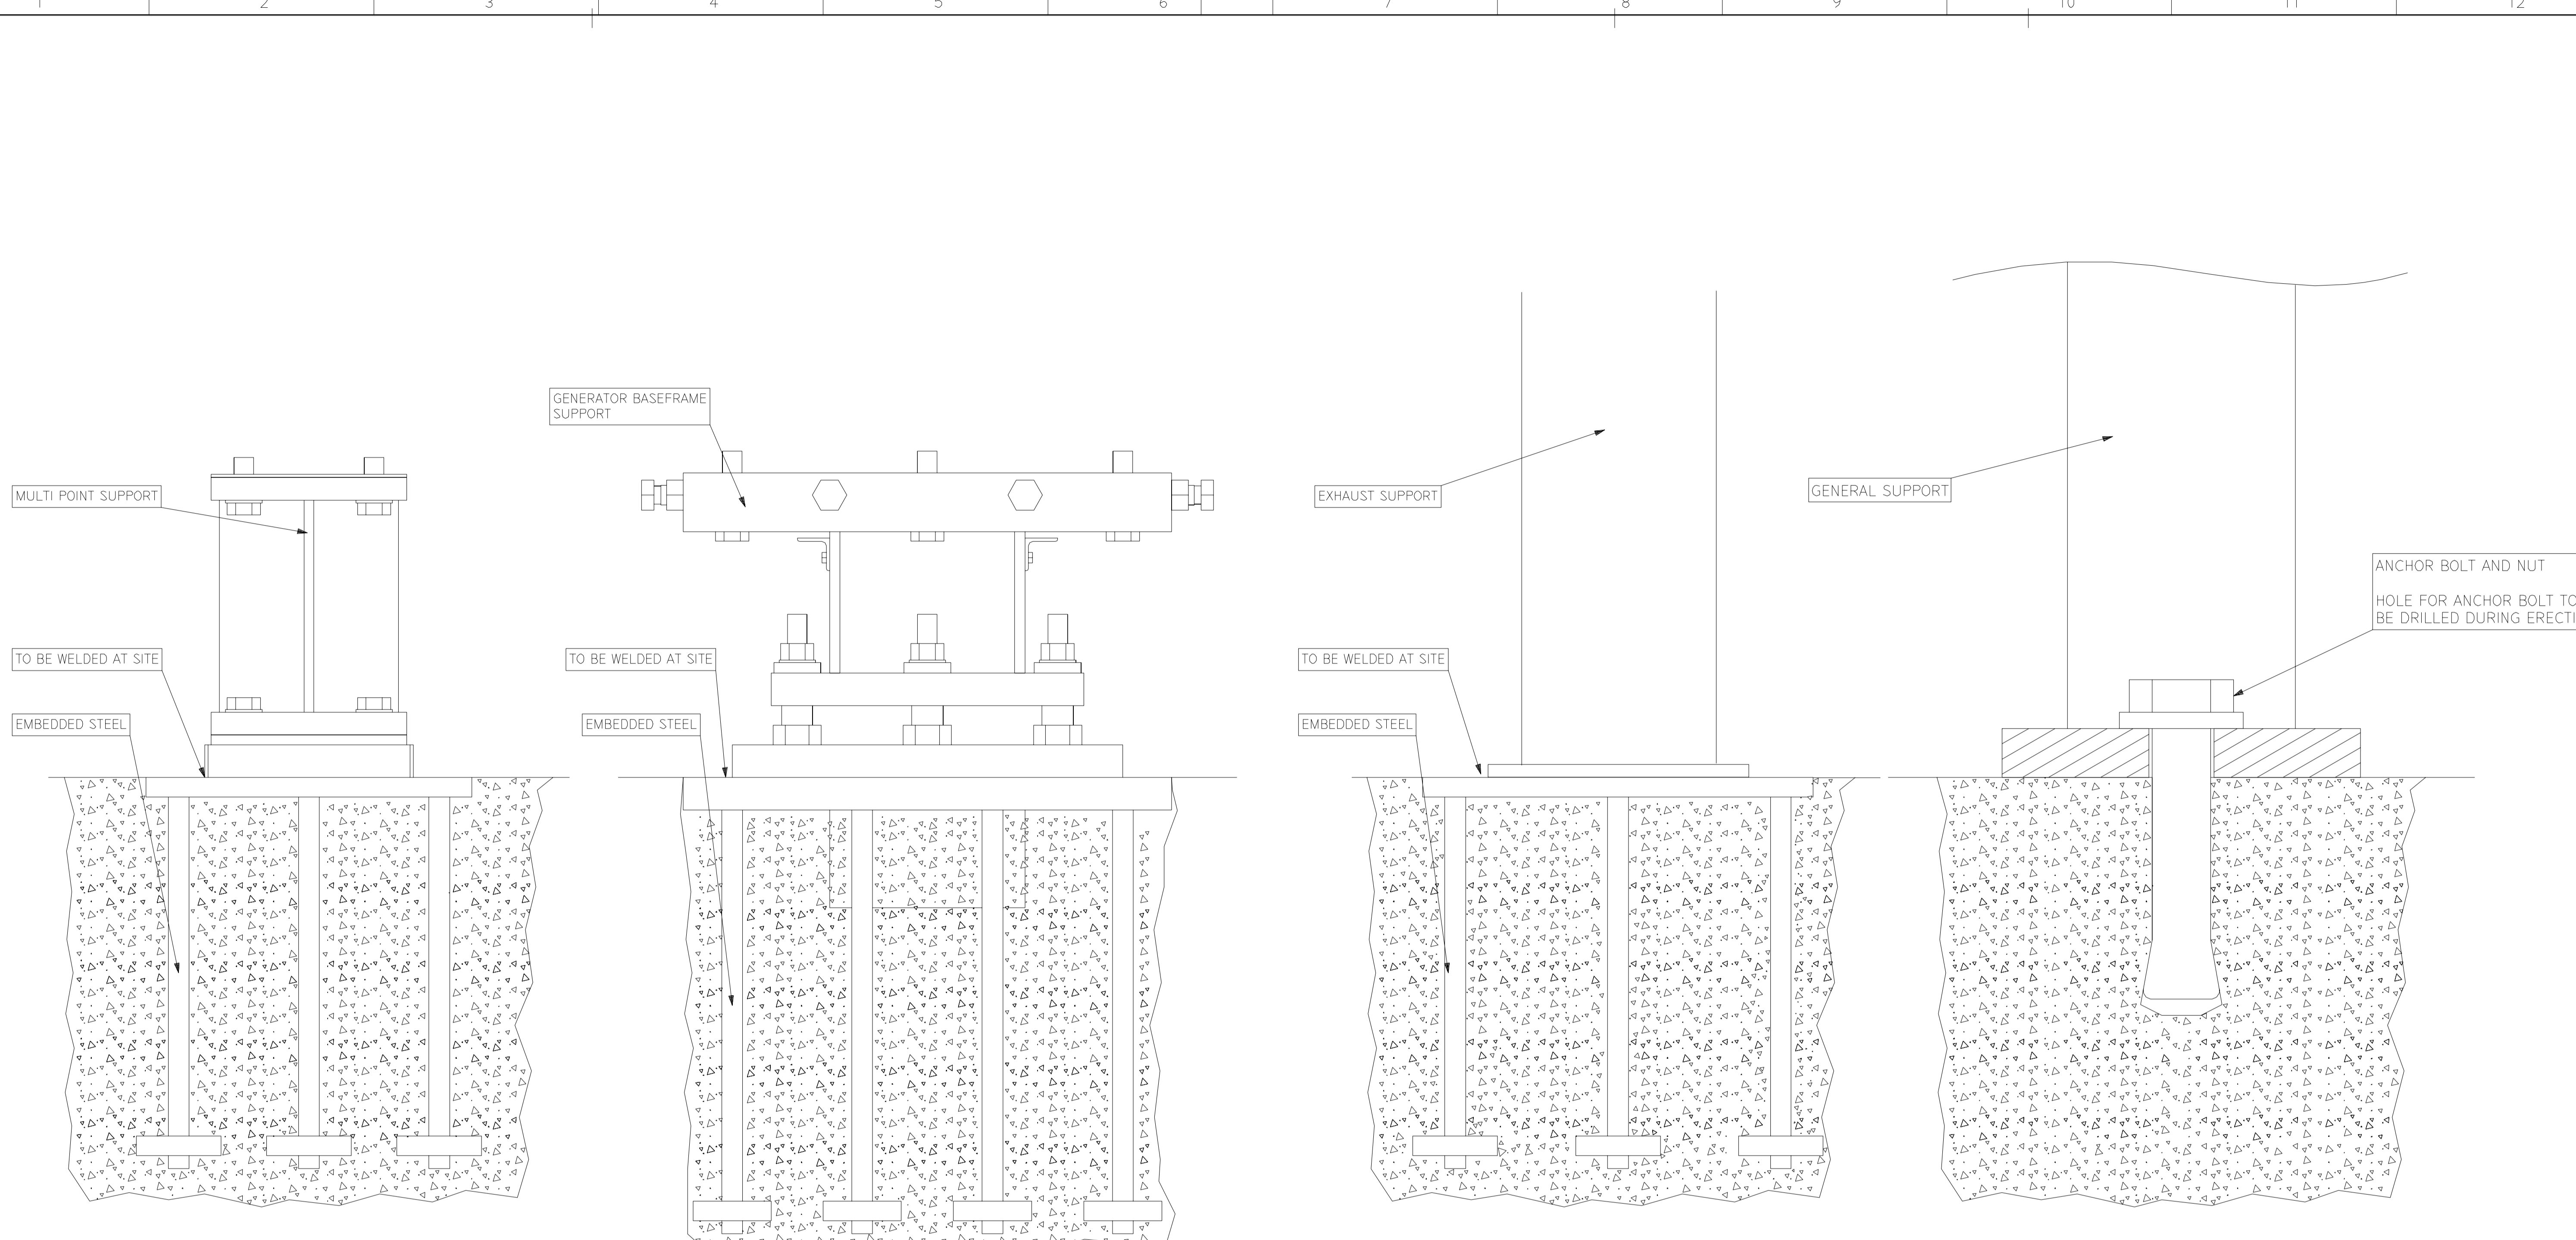 1 2 3 4 5 6 7 8 9 10 11 12
GENERATOR BASEFRAME
SUPPORT
MULTI POINT SUPPORT
EXHAUST SUPPORT
GENERAL SUPPORT
ANCHOR BOLT AND NUT
HOLE FOR ANCHOR BOLT TO
BE DRILLED DURING ERECTI
TO BE WELDED AT SITE
TO BE WELDED AT SITE
TO BE WELDED AT SITE
EMBEDDED STEEL
EMBEDDED STEEL
EMBEDDED STEEL